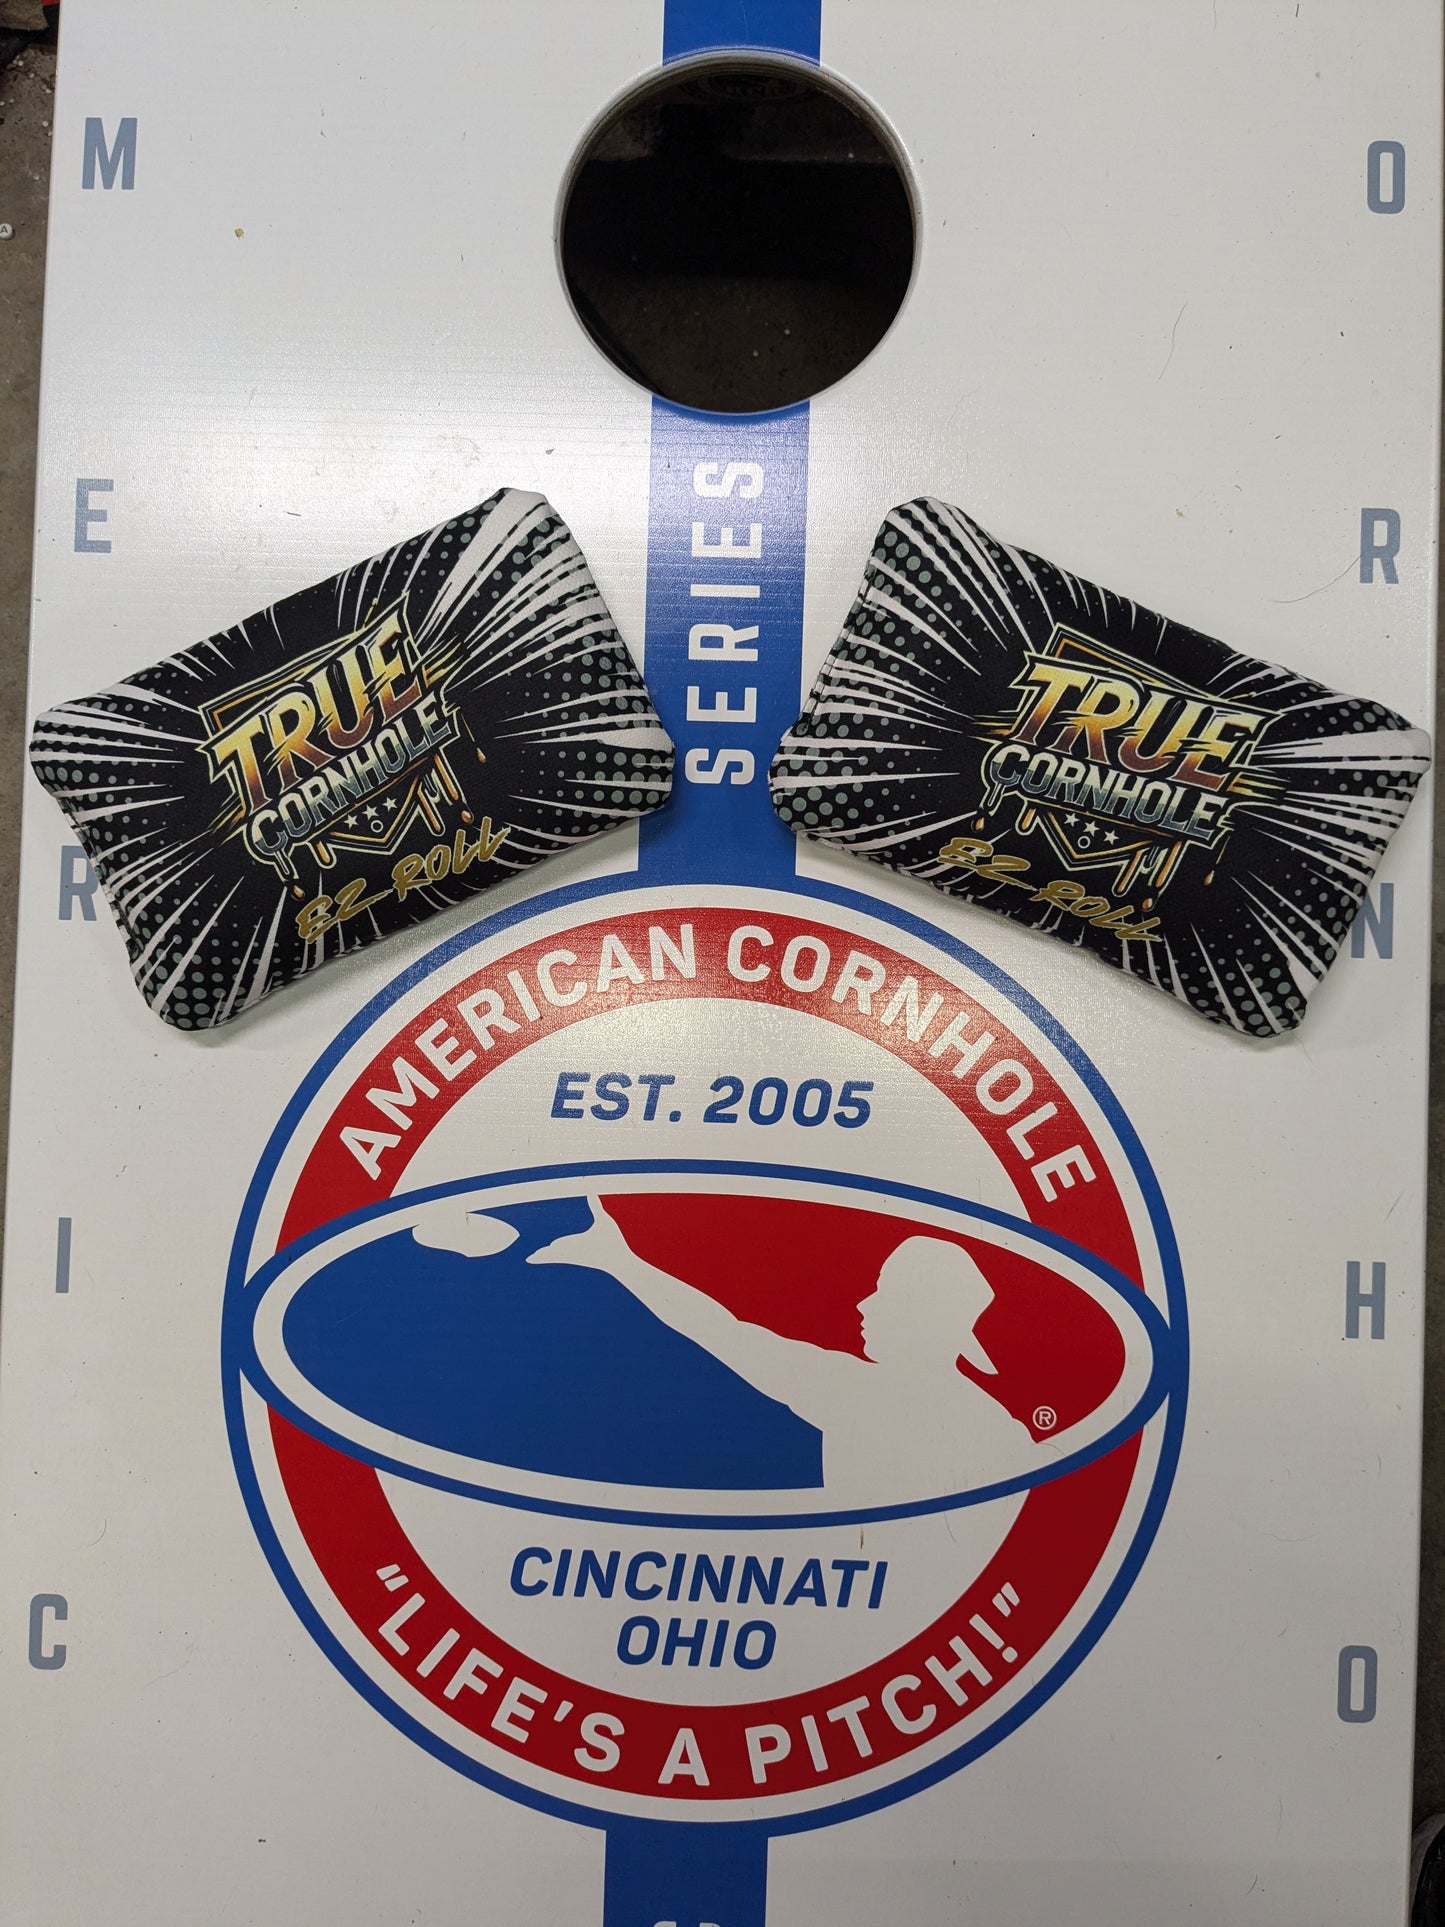 M
E
R
I
C
O
R
N
H
O
SERIES
TRUE
CORNHOLE
EZ ROLL
TRUE
CORNHOLE
EZ ROLL
AMERICAN CORNHOLE
EST. 2005
®
CINCINNATI
OHIO
"LIFE'S A PITCH!"